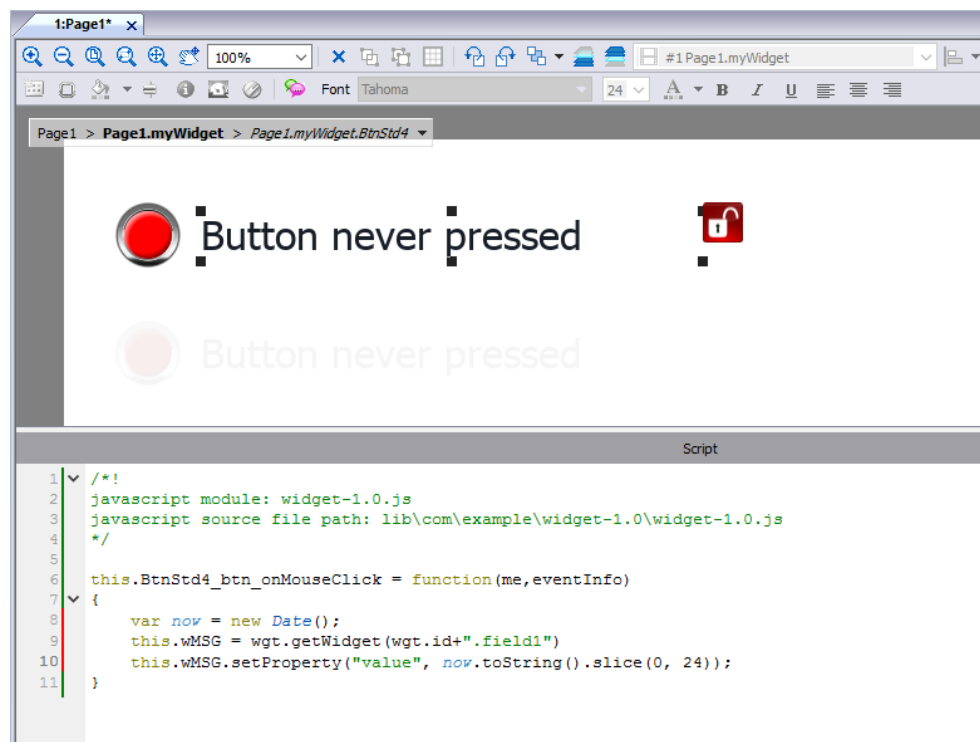 1:Page1*
100%
#1 Page1.myWidget
Font Tahoma 24 A B I U
Page1 > Page1.myWidget > Page1.myWidget.BtnStd4
Button never pressed
Button never pressed
Script
1 /*!
2 javascript module: widget-1.0.js
3 javascript source file path: lib\com\example\widget-1.0\widget-1.0.js
4 */
5
6 this.BtnStd4_btn_onMouseClick = function(me,eventInfo)
7 {
8 var now = new Date();
9 this.wMSG = wgt.getWidget(wgt.id+".field1")
10 this.wMSG.setProperty("value", now.toString().slice(0, 24));
11 }